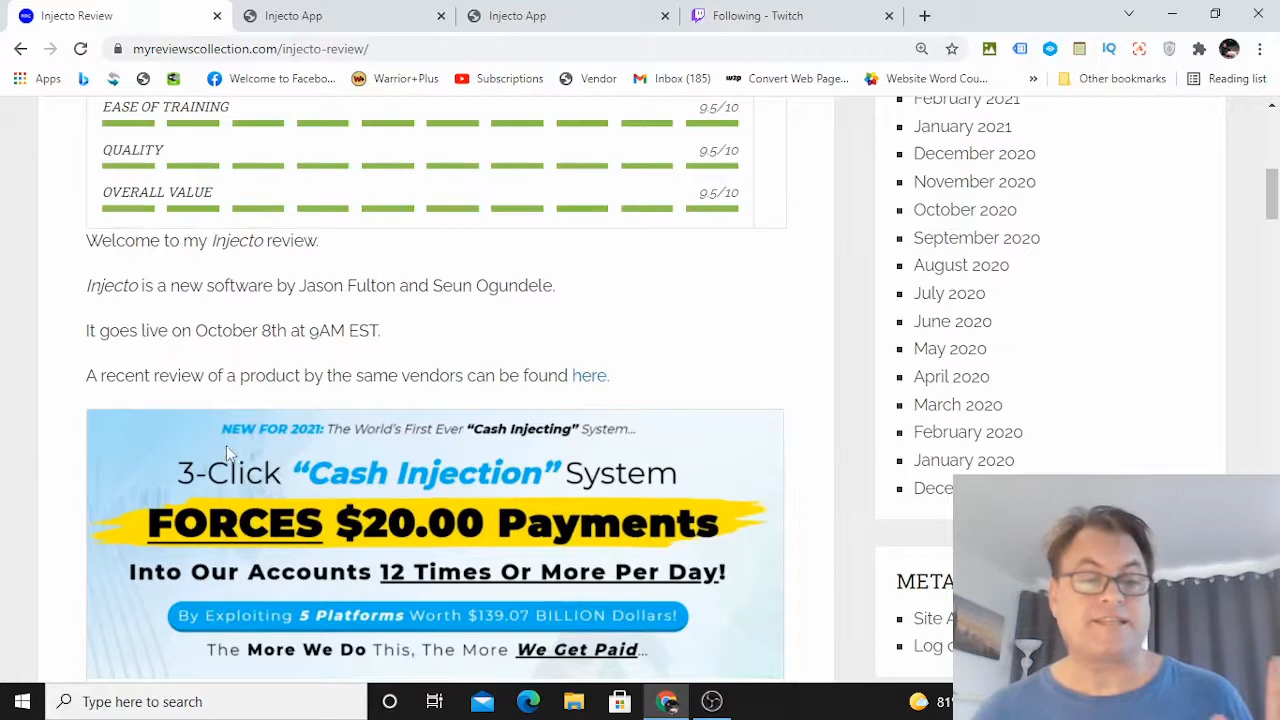 Injecto Review
Injecto App
Injecto App
Following - Twitch
myreviewscollection.com/injecto-review/
Apps
Welcome to Facebo...
Warrior+Plus
Subscriptions
Vendor
Inbox (185)
Convert Web Page...
Website Word Cou...
»
Other bookmarks
Reading list
EASE OF TRAINING 9.5/10
QUALITY 9.5/10
OVERALL VALUE 9.5/10
Welcome to my Injecto review.
Injecto is a new software by Jason Fulton and Seun Ogundele.
It goes live on October 8th at 9AM EST.
A recent review of a product by the same vendors can be found here.
NEW FOR 2021: The World's First Ever “Cash Injecting” System...
3-Click “Cash Injection” System
FORCES $20.00 Payments
Into Our Accounts 12 Times Or More Per Day!
By Exploiting 5 Platforms Worth $139.07 BILLION Dollars!
The More We Do This, The More We Get Paid...
February 2021
January 2021
December 2020
November 2020
October 2020
September 2020
August 2020
July 2020
June 2020
May 2020
April 2020
March 2020
February 2020
January 2020
Dece
META
Site A
Log o
Type here to search